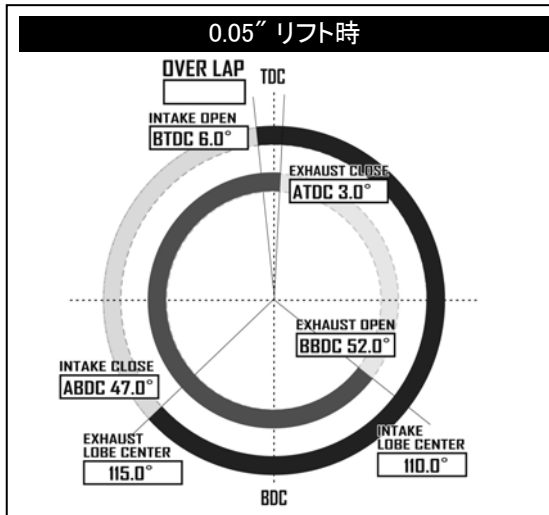 0.05″ リフト時
OVER LAP
TDC
INTAKE OPEN
BTDC 6.0°
EXHAUST CLOSE
ATDC 3.0°
EXHAUST OPEN
BBDC 52.0°
INTAKE CLOSE
ABDC 47.0°
EXHAUST
LOBE CENTER
115.0°
INTAKE
LOBE CENTER
110.0°
BDC